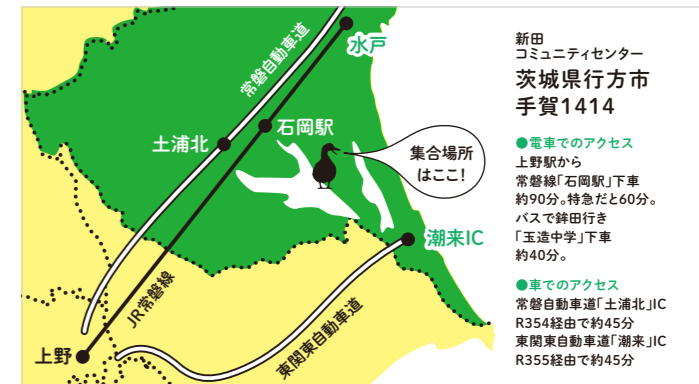 水戸
常磐自動車道
石岡駅
土浦北
集合場所
はここ!
潮来IC
JR常磐線
東関東自動車道
上野
新田
コミュニティセンター
茨城県行方市
手賀1414
●電車でのアクセス
上野駅から
常磐線「石岡駅」下車
約90分。特急だと60分。
バスで鉾田行き
「玉造中学」下車
約40分。
●車でのアクセス
常磐自動車道「土浦北」IC
R354経由で約45分
東関東自動車道「潮来」IC
R355経由で約45分